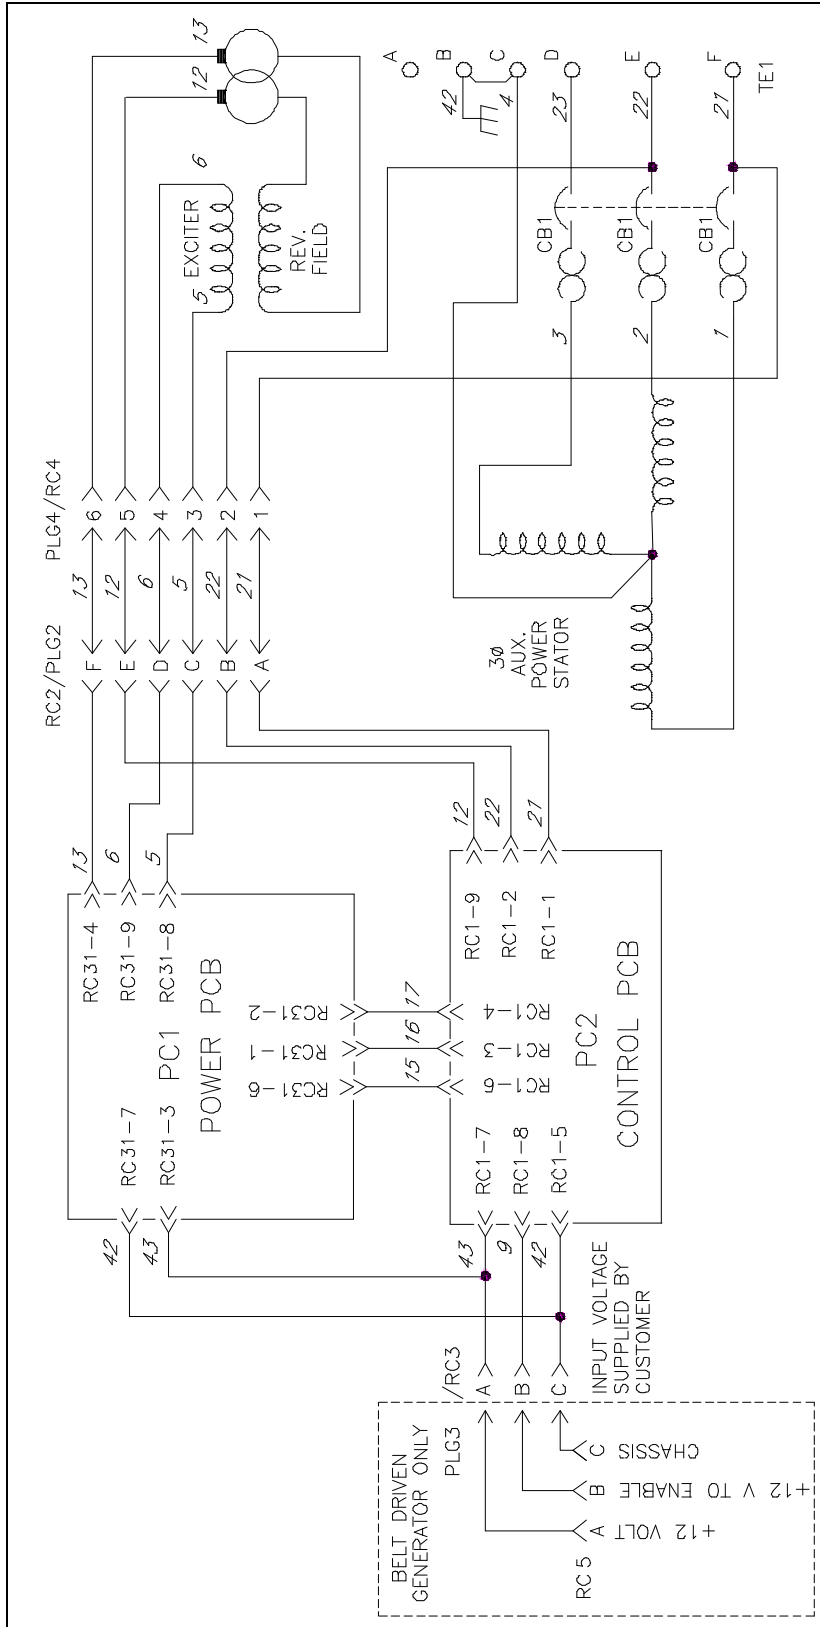 BELT DRIVEN
GENERATOR ONLY
PLG3
/RC3
A
B
C
RC5
A +12 VOLT
B +12 V TO ENABLE
C CHASSIS
INPUT VOLTAGE
SUPPLIED BY
CUSTOMER
42
43
43
9
42
RC31-7
RC31-3
PC1
POWER PCB
RC31-4
RC31-9
RC31-8
RC31-6
RC31-1
RC31-2
15
16
17
RC1-6
RC1-3
RC1-4
RC1-7
RC1-8
RC1-5
PC2
CONTROL PCB
RC1-9
RC1-2
RC1-1
13
6
5
12
22
21
RC2/PLG2
F
E
D
C
B
A
13
12
6
5
22
21
PLG4/RC4
6
5
4
3
2
1
3Ø
AUX.
POWER
STATOR
5
EXCITER
6
REV.
FIELD
12
13
3
2
1
CB1
CB1
CB1
42
4
23
22
21
A
B
C
D
E
F
TE1